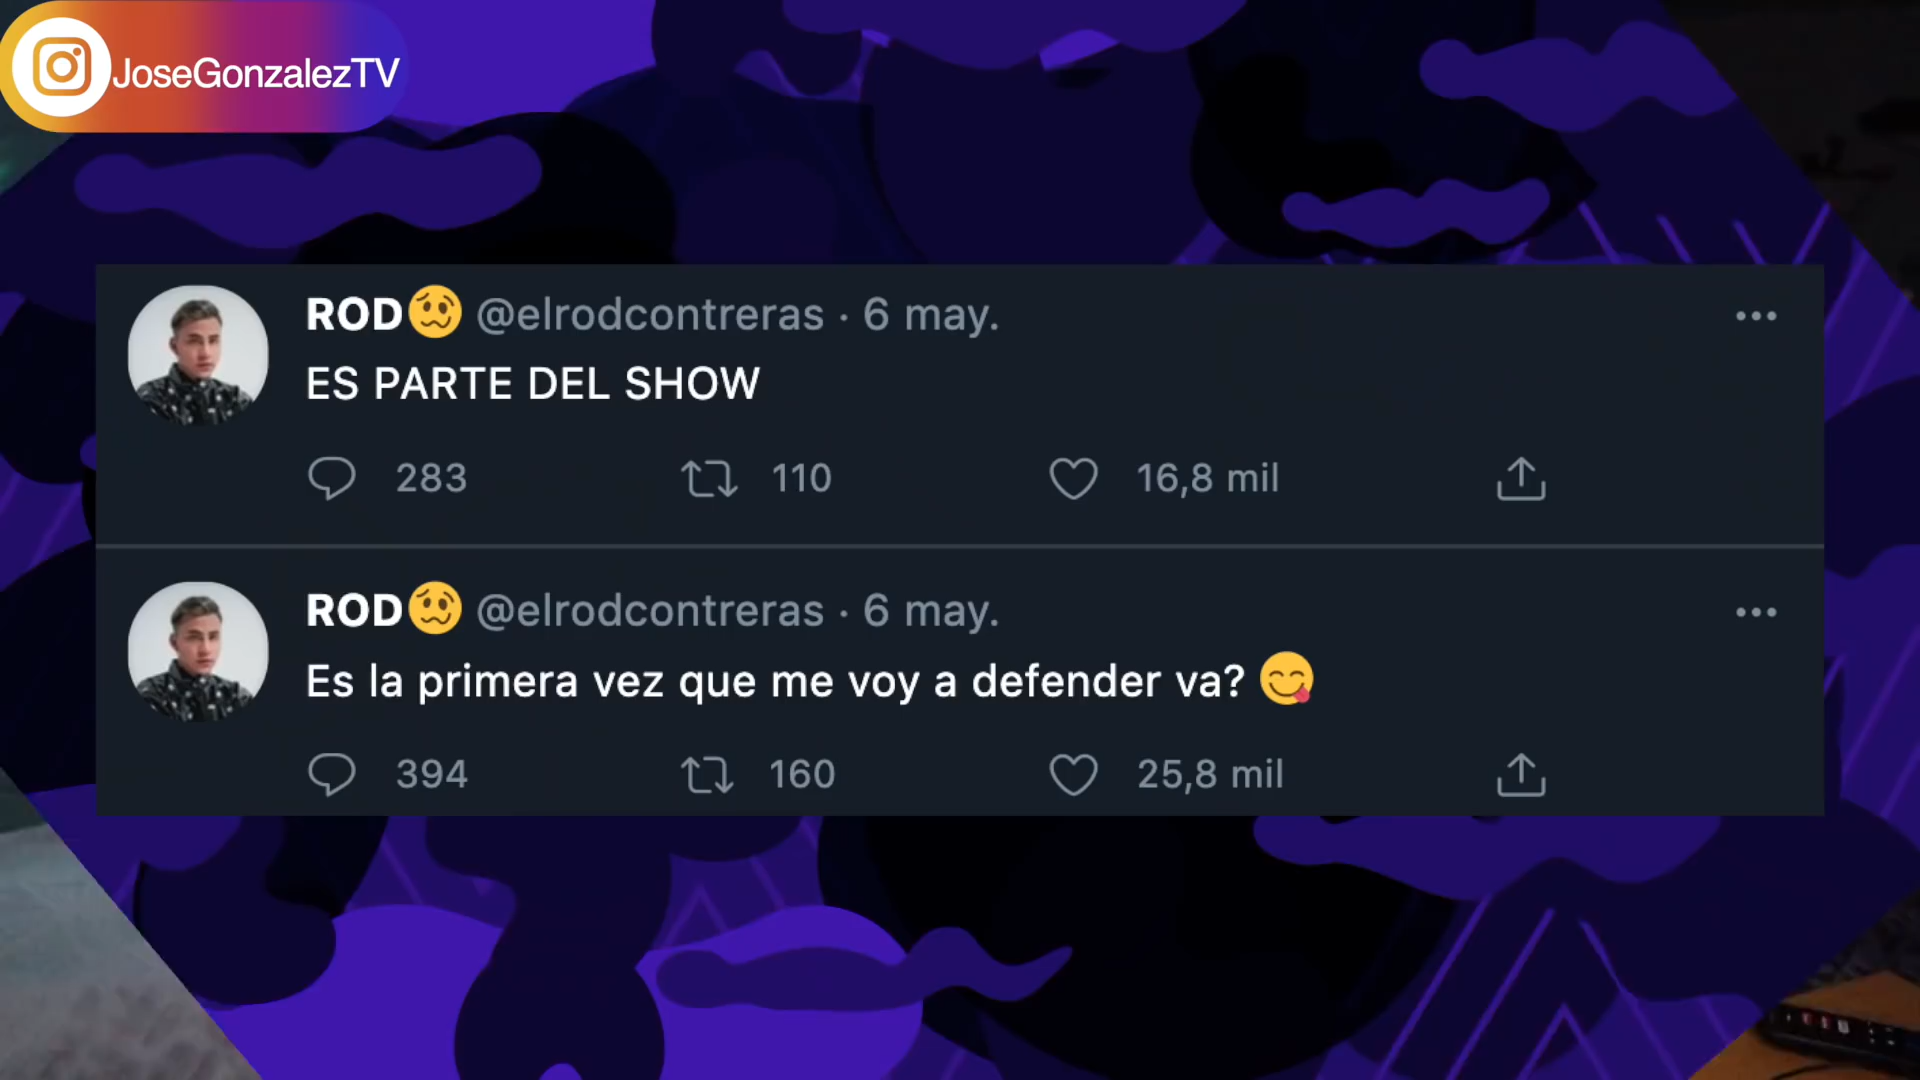 JoseGonzalezTV
ROD🥴 @elrodcontreras · 6 may.
ES PARTE DEL SHOW
283 110 16,8 mil
ROD🥴 @elrodcontreras · 6 may.
Es la primera vez que me voy a defender va? 😋
394 160 25,8 mil